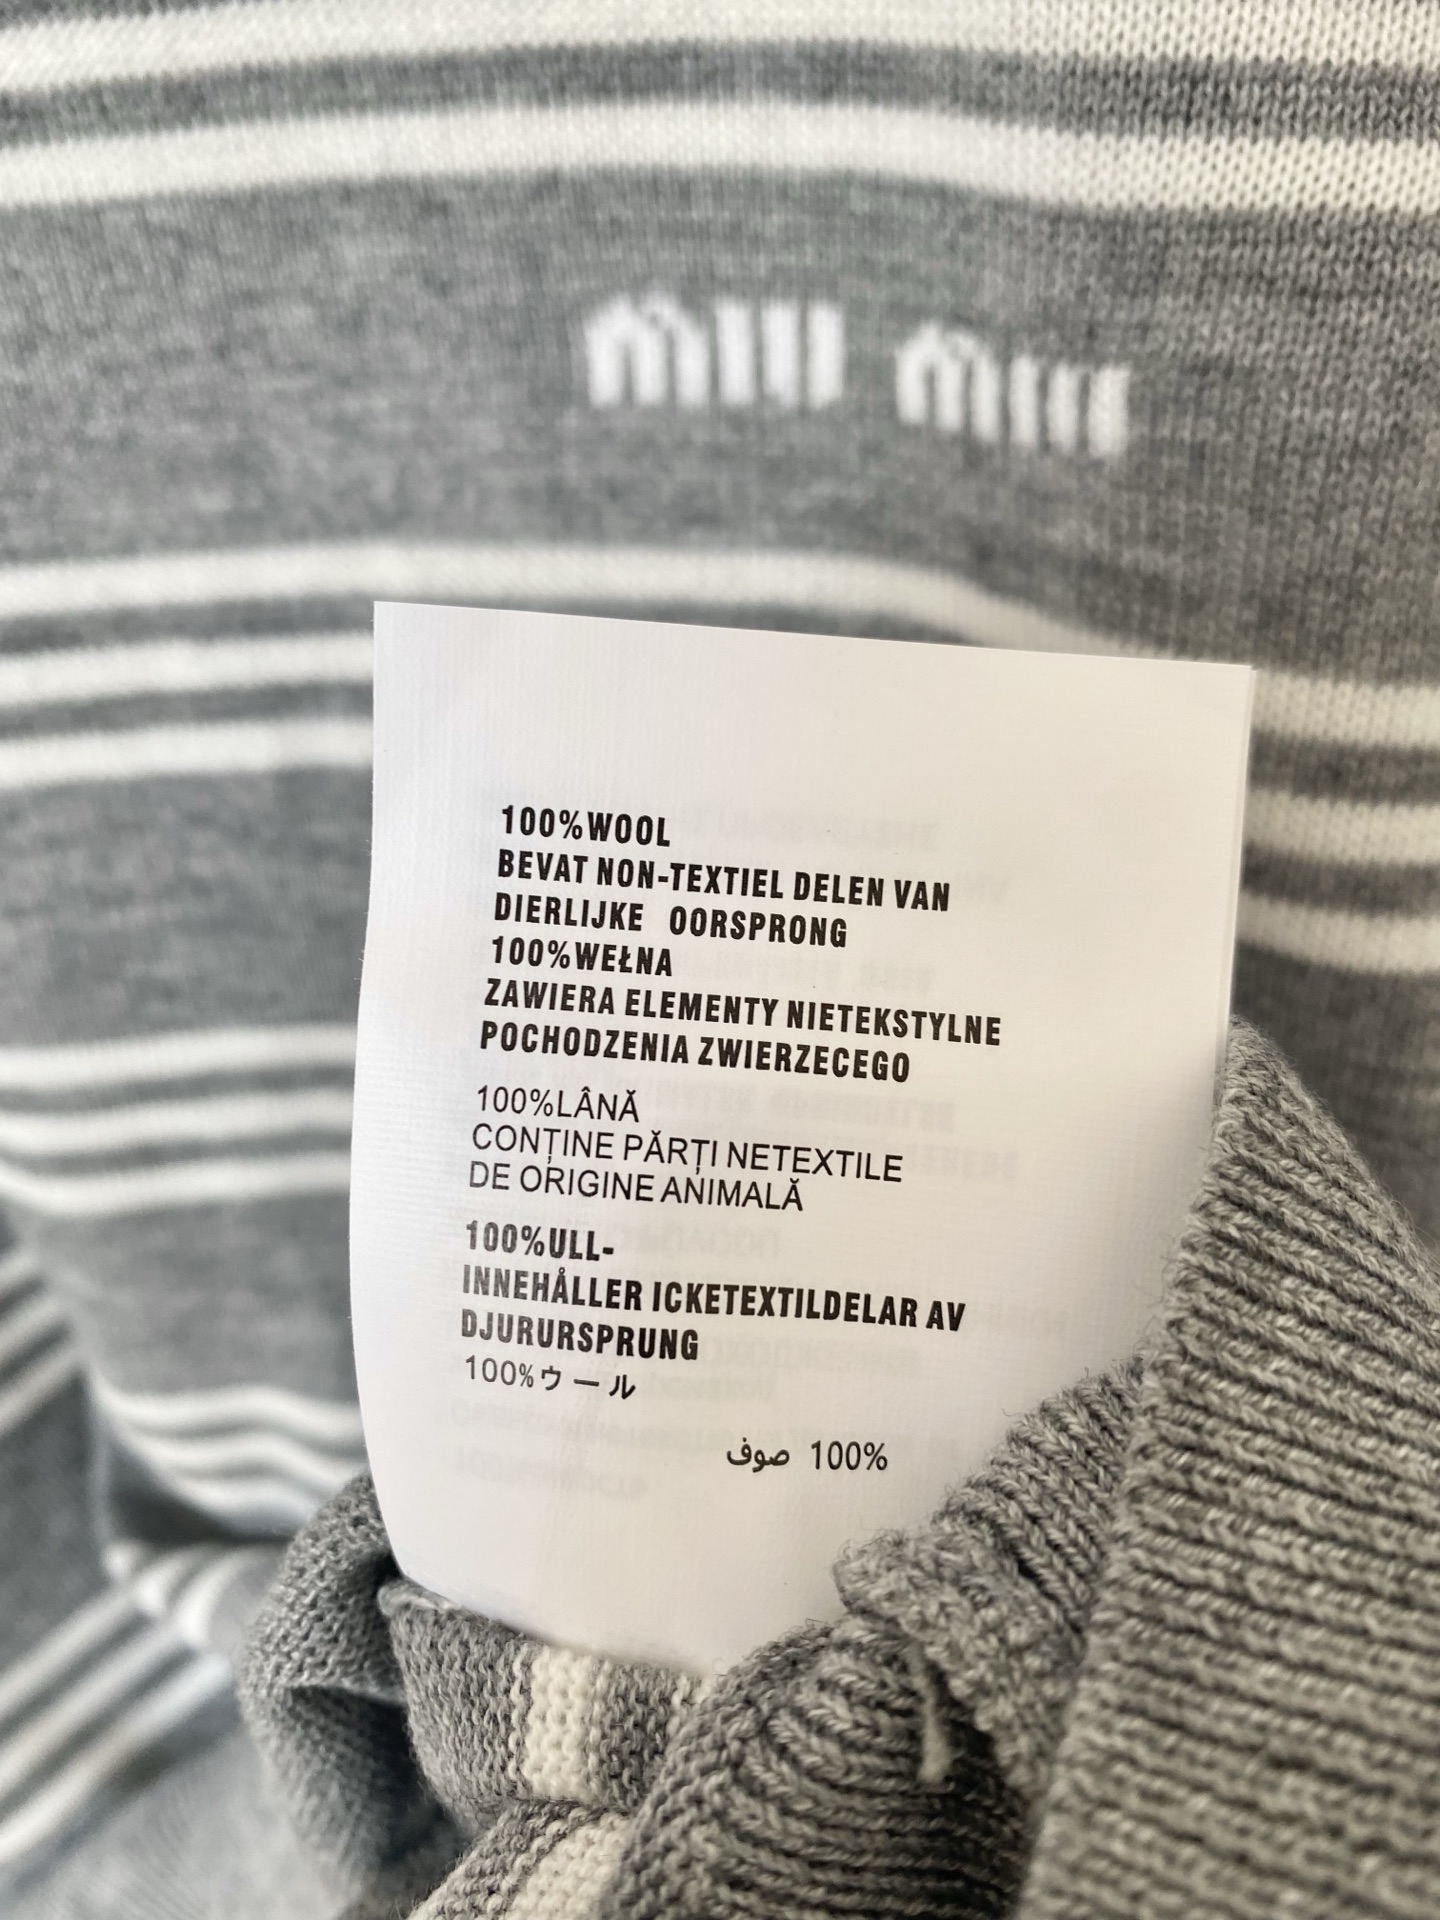 miu miu
100%WOOL
BEVAT NON-TEXTIEL DELEN VAN
DIERLIJKE OORSPRONG
100%WEŁNA
ZAWIERA ELEMENTY NIETEKSTYLNE
POCHODZENIA ZWIERZECEGO
100%LÂNĂ
CONȚINE PĂRȚI NETEXTILE
DE ORIGINE ANIMALĂ
100%ULL-
INNEHÅLLER ICKETEXTILDELAR AV
DJURURSPRUNG
100%ウール
100% صوف